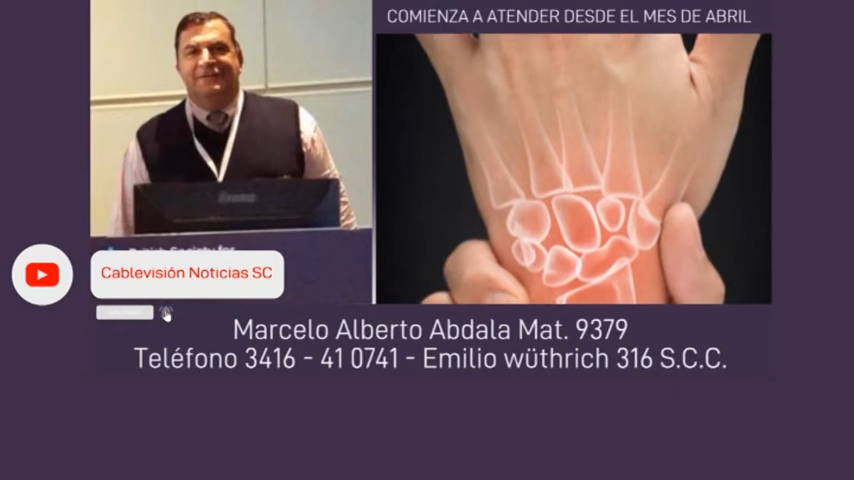 COMIENZA A ATENDER DESDE EL MES DE ABRIL
Cablevisión Noticias SC
Marcelo Alberto Abdala Mat. 9379
Teléfono 3416 - 41 0741 - Emilio wüthrich 316 S.C.C.